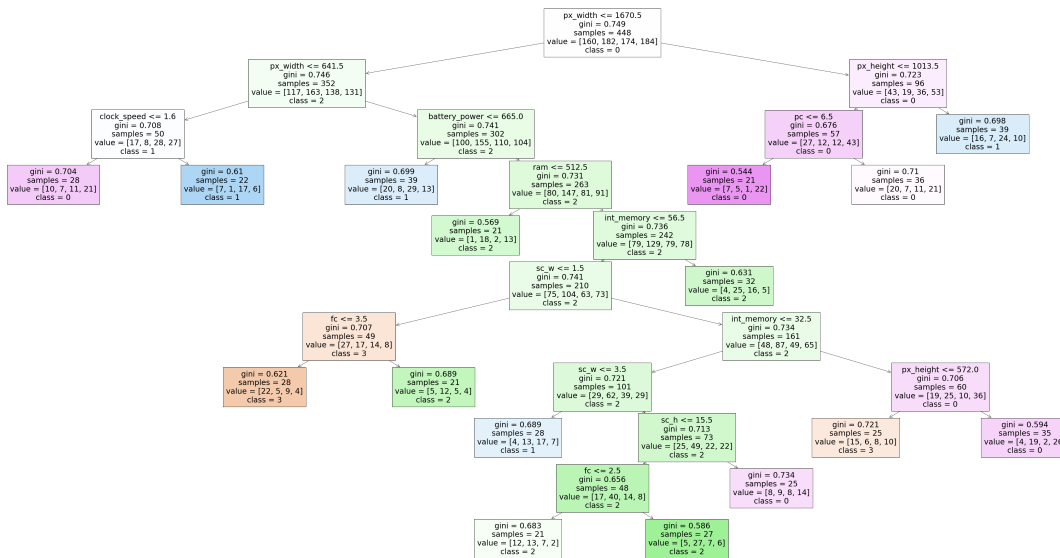 px_width <= 1670.5
gini = 0.749
samples = 448
value = [160, 182, 174, 184]
class = 0
px_width <= 641.5
gini = 0.746
samples = 352
value = [117, 163, 138, 131]
class = 2
px_height <= 1013.5
gini = 0.723
samples = 96
value = [43, 19, 36, 53]
class = 0
clock_speed <= 1.6
gini = 0.708
samples = 50
value = [17, 8, 28, 27]
class = 1
battery_power <= 665.0
gini = 0.741
samples = 302
value = [100, 155, 110, 104]
class = 2
pc <= 6.5
gini = 0.676
samples = 57
value = [27, 12, 12, 43]
class = 0
gini = 0.698
samples = 39
value = [16, 7, 24, 10]
class = 1
gini = 0.704
samples = 28
value = [10, 7, 11, 21]
class = 0
gini = 0.61
samples = 22
value = [7, 1, 17, 6]
class = 1
gini = 0.699
samples = 39
value = [20, 8, 29, 13]
class = 1
ram <= 512.5
gini = 0.731
samples = 263
value = [80, 147, 81, 91]
class = 2
gini = 0.544
samples = 21
value = [7, 5, 1, 22]
class = 0
gini = 0.71
samples = 36
value = [20, 7, 11, 21]
class = 0
gini = 0.569
samples = 21
value = [1, 18, 2, 13]
class = 2
int_memory <= 56.5
gini = 0.736
samples = 242
value = [79, 129, 79, 78]
class = 2
sc_w <= 1.5
gini = 0.741
samples = 210
value = [75, 104, 63, 73]
class = 2
gini = 0.631
samples = 32
value = [4, 25, 16, 5]
class = 2
fc <= 3.5
gini = 0.707
samples = 49
value = [27, 17, 14, 8]
class = 3
int_memory <= 32.5
gini = 0.734
samples = 161
value = [48, 87, 49, 65]
class = 2
gini = 0.621
samples = 28
value = [22, 5, 9, 4]
class = 3
gini = 0.689
samples = 21
value = [5, 12, 5, 4]
class = 2
sc_w <= 3.5
gini = 0.721
samples = 101
value = [29, 62, 39, 29]
class = 2
px_height <= 572.0
gini = 0.706
samples = 60
value = [19, 25, 10, 36]
class = 0
gini = 0.689
samples = 28
value = [4, 13, 17, 7]
class = 1
sc_h <= 15.5
gini = 0.713
samples = 73
value = [25, 49, 22, 22]
class = 2
gini = 0.721
samples = 25
value = [15, 6, 8, 10]
class = 3
gini = 0.594
samples = 35
value = [4, 19, 2, 26]
class = 0
fc <= 2.5
gini = 0.656
samples = 48
value = [17, 40, 14, 8]
class = 2
gini = 0.734
samples = 25
value = [8, 9, 8, 14]
class = 0
gini = 0.683
samples = 21
value = [12, 13, 7, 2]
class = 2
gini = 0.586
samples = 27
value = [5, 27, 7, 6]
class = 2